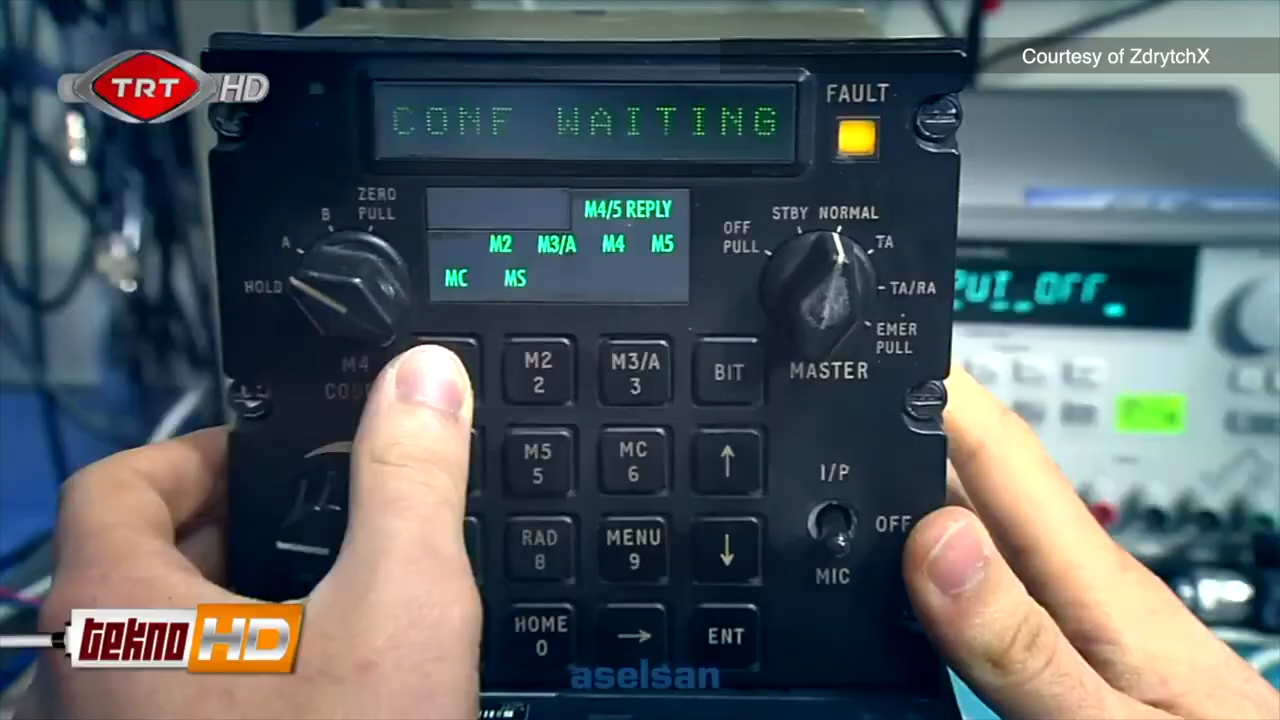 Courtesy of ZdrytchX
TRT HD
CONF WAITING
FAULT
ZERO
PULL
B
A
HOLD
M4
M4/5 REPLY
M2 M3/A M4 M5
MC MS
STBY NORMAL
OFF
PULL
TA
TA/RA
EMER
PULL
MASTER
M2
2
M3/A
3
BIT
M5
5
MC
6
↑
RAD
8
MENU
9
↓
HOME
0
→
ENT
I/P
OFF
MIC
tekno HD
aselsan